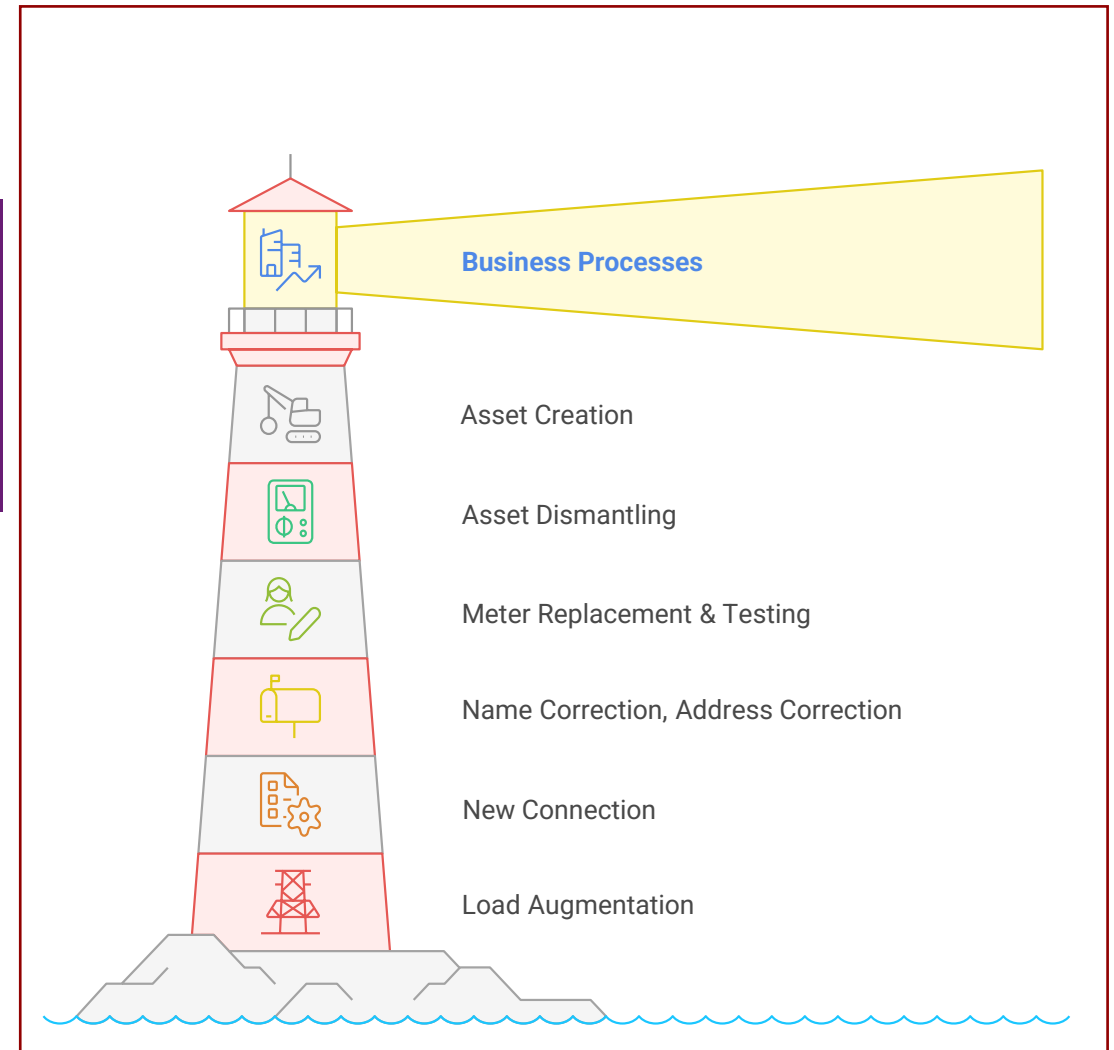 Business Processes
Asset Creation
Asset Dismantling
Meter Replacement & Testing
Name Correction, Address Correction
New Connection
Load Augmentation